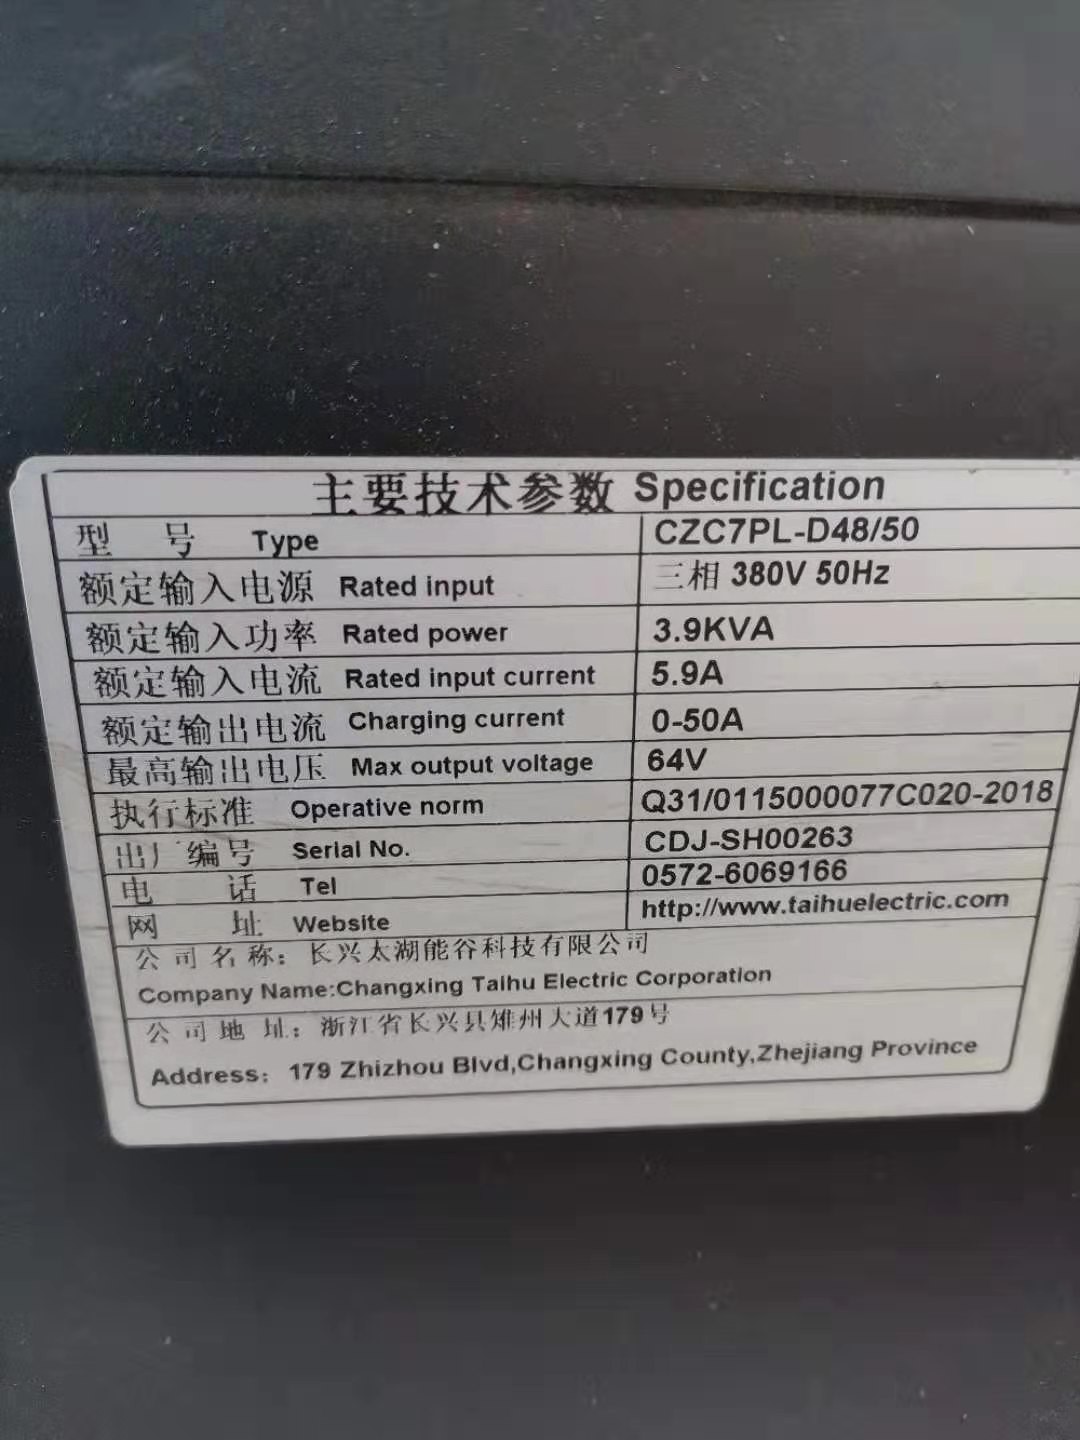 主要技术参数 Specification
型 号 Type CZC7PL-D48/50
额定输入电源 Rated input 三相 380V 50Hz
额定输入功率 Rated power 3.9KVA
额定输入电流 Rated input current 5.9A
额定输出电流 Charging current 0-50A
最高输出电压 Max output voltage 64V
执行标准 Operative norm Q31/0115000077C020-2018
出厂编号 Serial No. CDJ-SH00263
电 话 Tel 0572-6069166
网 址 Website http://www.taihuelectric.com
公 司 名 称: 长兴太湖能谷科技有限公司
Company Name:Changxing Taihu Electric Corporation
公 司 地 址: 浙江省长兴县雉州大道179号
Address: 179 Zhizhou Blvd,Changxing County,Zhejiang Province